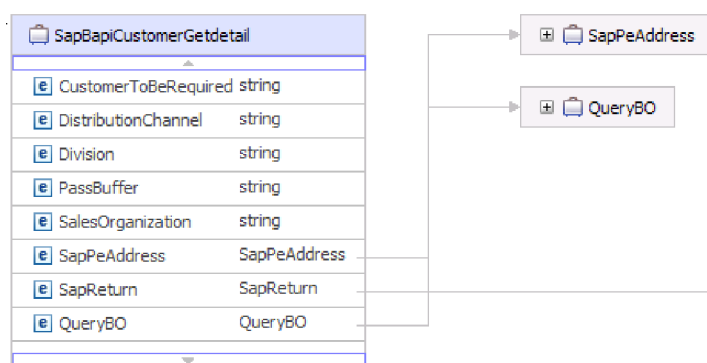 SapBapiCustomerGetdetail
CustomerToBeRequired string
DistributionChannel string
Division string
PassBuffer string
SalesOrganization string
SapPeAddress SapPeAddress
SapReturn SapReturn
QueryBO QueryBO
SapPeAddress
QueryBO